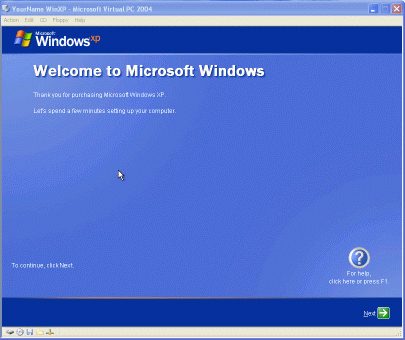 YourName WinXP - Microsoft Virtual PC 2004
Action Edit CD Floppy Help
Microsoft
Windows xp
Welcome to Microsoft Windows
Thank you for purchasing Microsoft Windows XP.
Let's spend a few minutes setting up your computer.
To continue, click Next.
?
For help,
click here or press F1.
Next